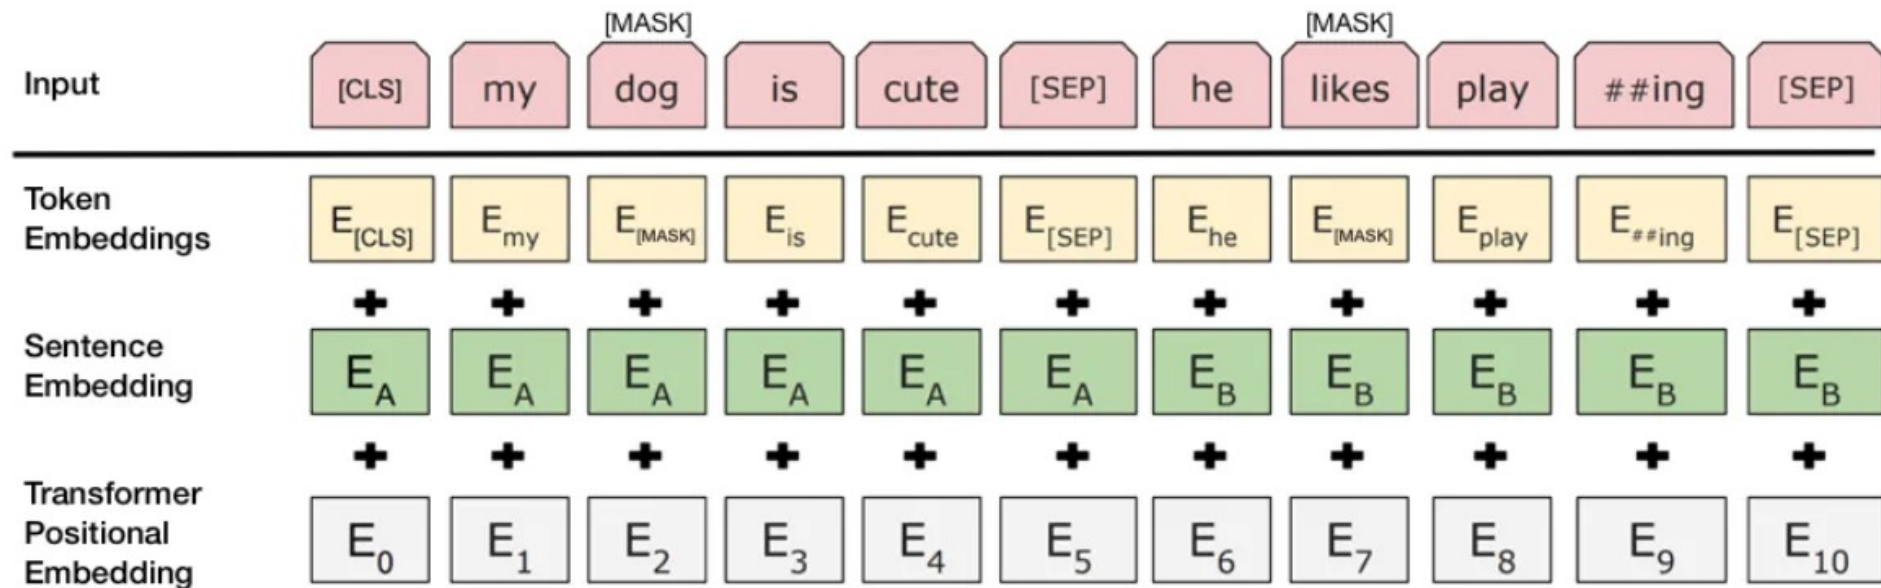 [MASK] [MASK]
Input [CLS] my dog is cute [SEP] he likes play ##ing [SEP]
Token
Embeddings E[CLS] Emy E[MASK] Eis Ecute E[SEP] Ehe E[MASK] Eplay E##ing E[SEP]
+ + + + + + + + + + +
Sentence
Embedding EA EA EA EA EA EA EB EB EB EB EB
+ + + + + + + + + + +
Transformer
Positional
Embedding E0 E1 E2 E3 E4 E5 E6 E7 E8 E9 E10